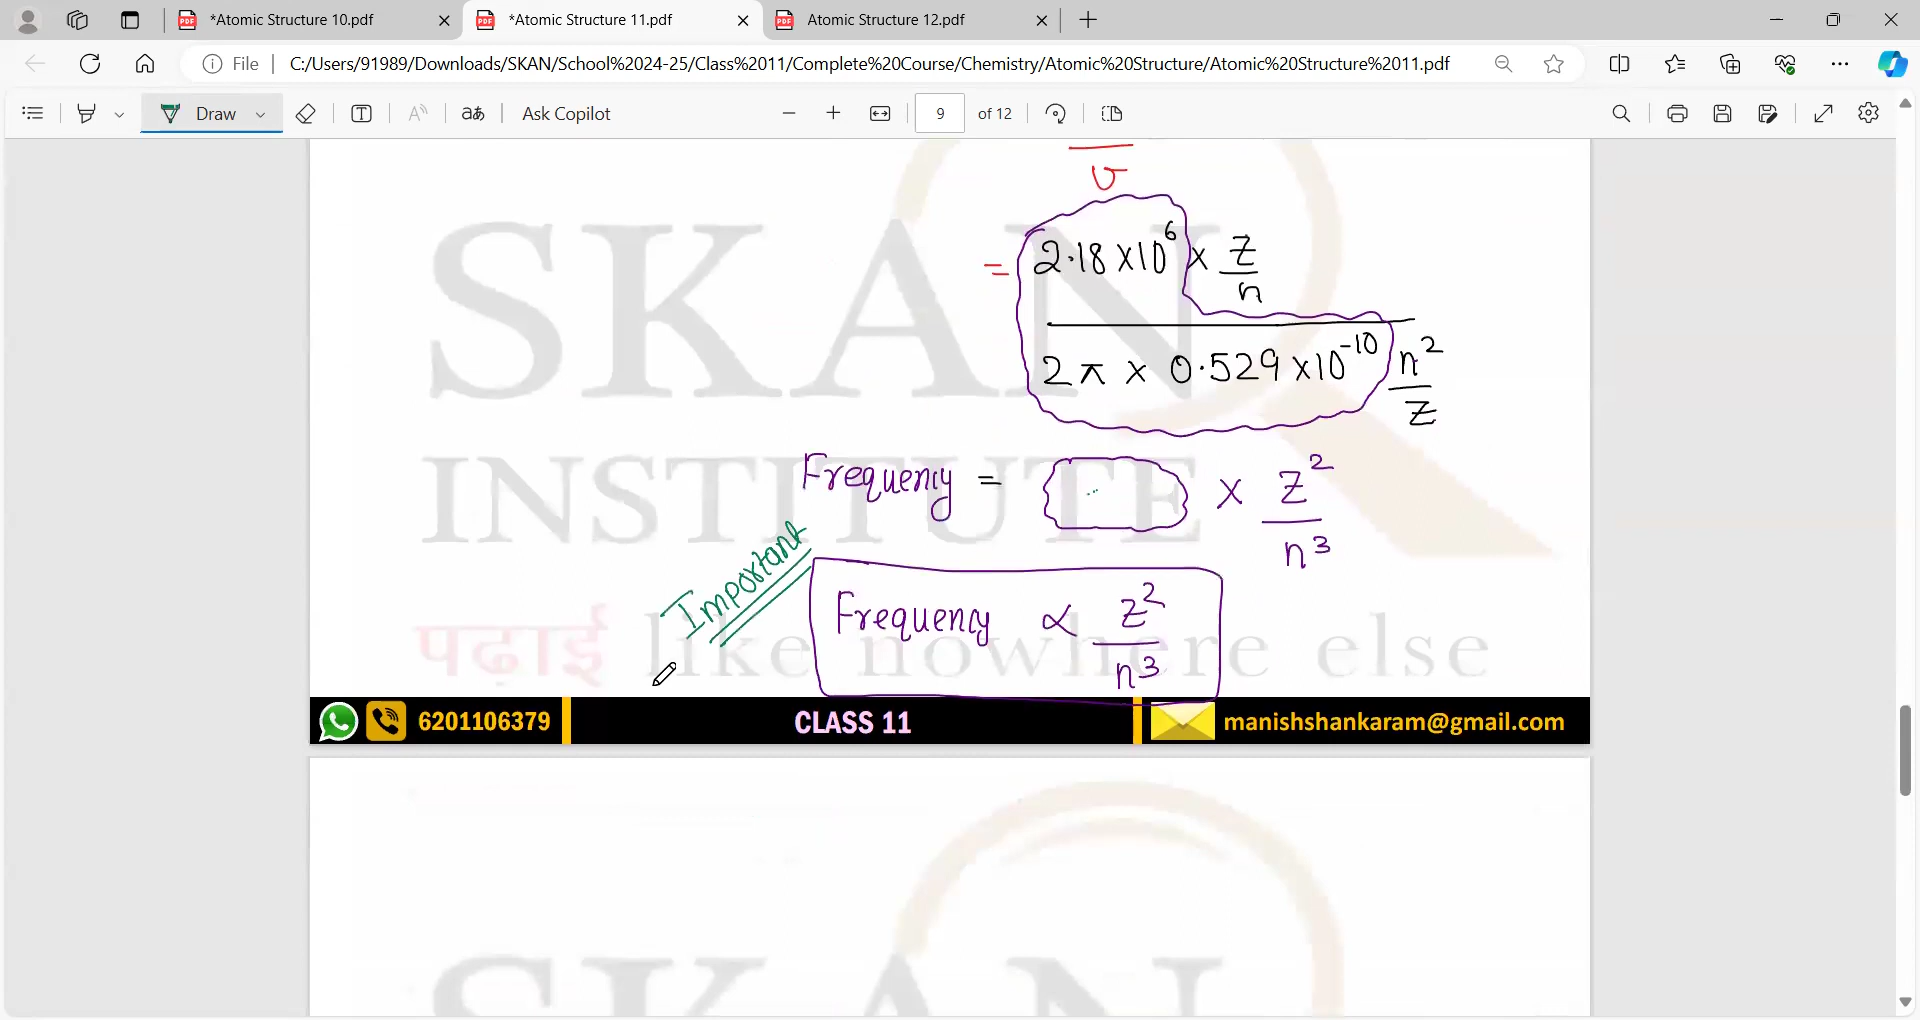 *Atomic Structure 10.pdf
*Atomic Structure 11.pdf
Atomic Structure 12.pdf
File
C:/Users/91989/Downloads/SKAN/School%2024-25/Class%2011/Complete%20Course/Chemistry/Atomic%20Structure/Atomic%20Structure%2011.pdf
Draw
aあ
Ask Copilot
9 of 12
v
= 2.18 × 10⁶ × Z/n
2π × 0.529 × 10⁻¹⁰ n²/Z
SKAN
Frequency = × Z²/n³
INSTITUTE
Important
Frequency ∝ Z²/n³
पढ़ाई like nowhere else
6201106379
CLASS 11
manishshankaram@gmail.com
SKAN